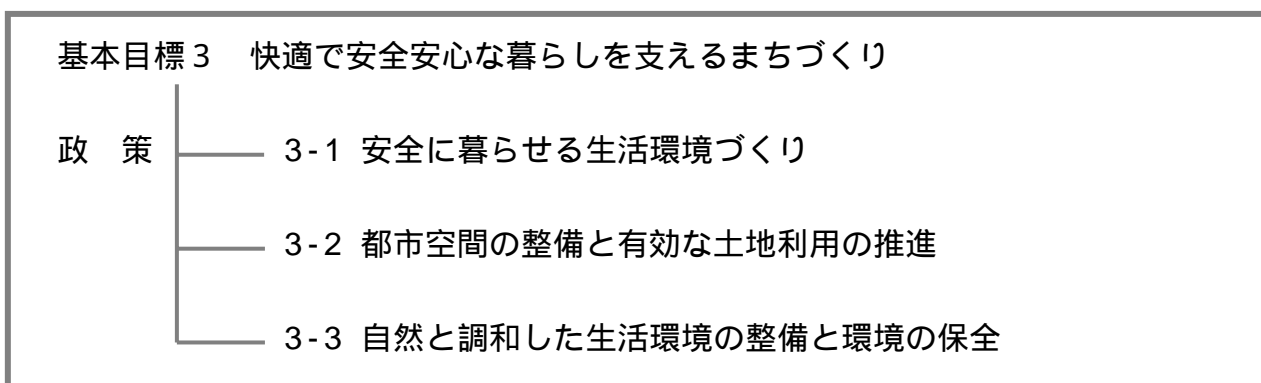 基本目標３　快適で安全安心な暮らしを支えるまちづくり
政　策　3-1 安全に暮らせる生活環境づくり
3-2 都市空間の整備と有効な土地利用の推進
3-3 自然と調和した生活環境の整備と環境の保全